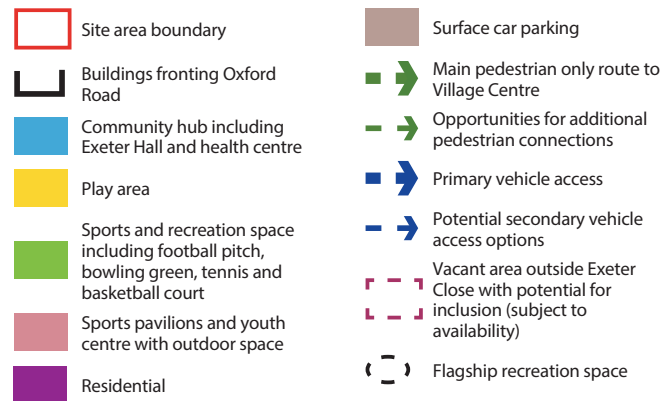 Site area boundary
Buildings fronting Oxford
Road
Community hub including
Exeter Hall and health centre
Play area
Sports and recreation space
including football pitch,
bowling green, tennis and
basketball court
Sports pavilions and youth
centre with outdoor space
Residential
Surface car parking
Main pedestrian only route to
Village Centre
Opportunities for additional
pedestrian connections
Primary vehicle access
Potential secondary vehicle
access options
Vacant area outside Exeter
Close with potential for
inclusion (subject to
availability)
Flagship recreation space